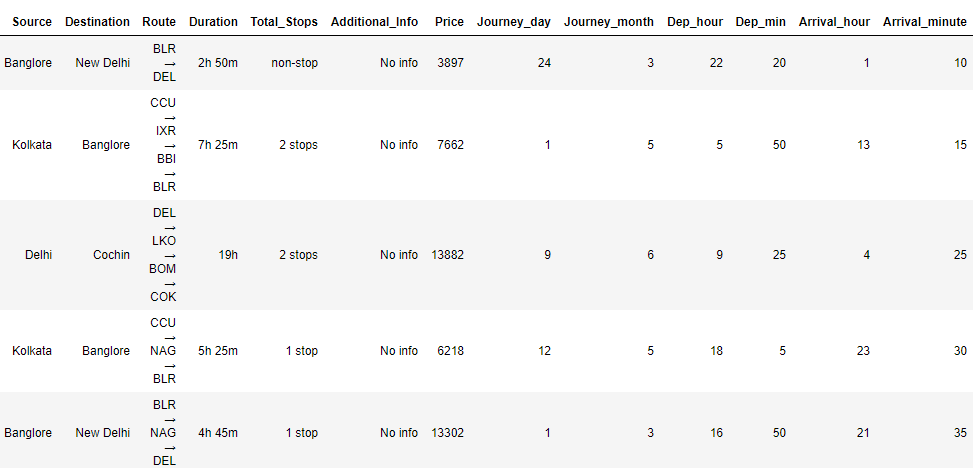 Source Destination Route Duration Total_Stops Additional_Info Price Journey_day Journey_month Dep_hour Dep_min Arrival_hour Arrival_minute
Banglore New Delhi BLR → DEL 2h 50m non-stop No info 3897 24 3 22 20 1 10
Kolkata Banglore CCU → IXR → BBI → BLR 7h 25m 2 stops No info 7662 1 5 5 50 13 15
Delhi Cochin DEL → LKO → BOM → COK 19h 2 stops No info 13882 9 6 9 25 4 25
Kolkata Banglore CCU → NAG → BLR 5h 25m 1 stop No info 6218 12 5 18 5 23 30
Banglore New Delhi BLR → NAG → DEL 4h 45m 1 stop No info 13302 1 3 16 50 21 35